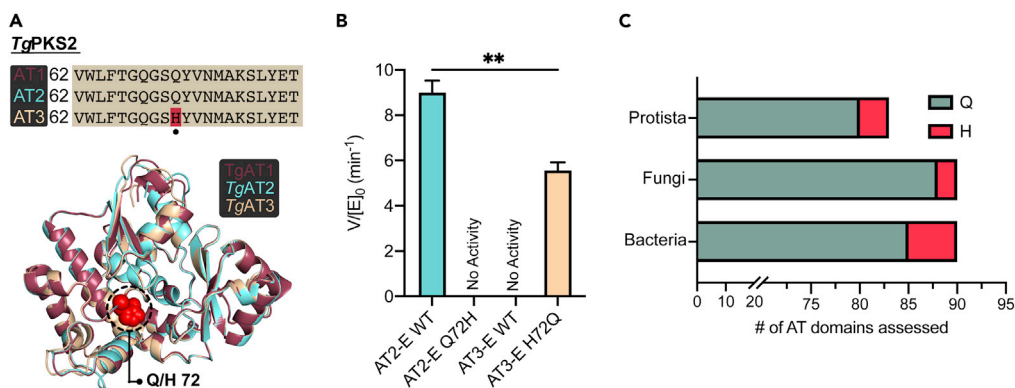 A
TgPKS2
AT1 62 VWLFTGQGSQYVNMAKSLYET
AT2 62 VWLFTGQGSQYVNMAKSLYET
AT3 62 VWLFTGQGSHYVNMAKSLYET
TgAT1
TgAT2
TgAT3
Q/H 72
B
**
V/[E]0 (min-1)
10
8
6
4
2
0
No Activity
No Activity
AT2-E WT
AT2-E Q72H
AT3-E WT
AT3-E H72Q
C
Q
H
Protista
Fungi
Bacteria
0 10 20 75 80 85 90 95
# of AT domains assessed